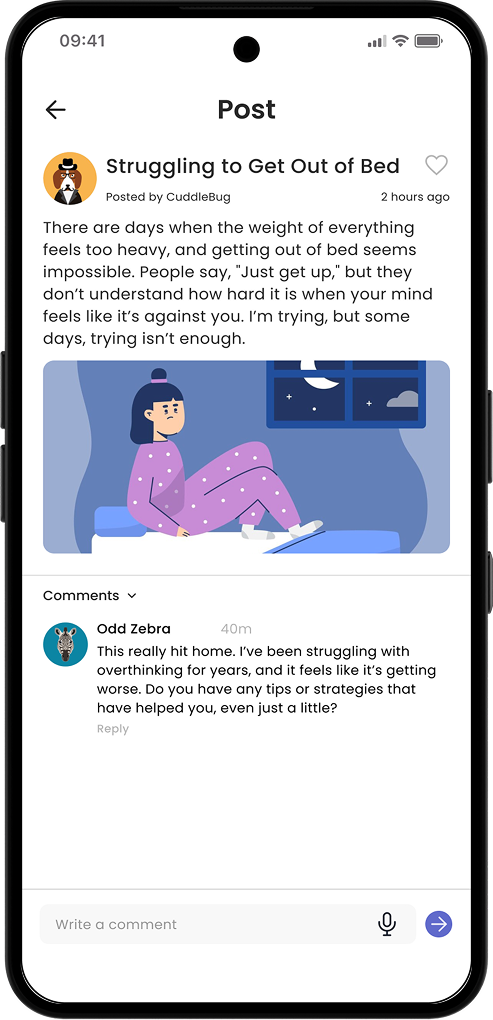 09:41
Post
Struggling to Get Out of Bed
Posted by CuddleBug
2 hours ago
There are days when the weight of everything
feels too heavy, and getting out of bed seems
impossible. People say, "Just get up," but they
don’t understand how hard it is when your mind
feels like it’s against you. I’m trying, but some
days, trying isn’t enough.
Comments
Odd Zebra 40m
This really hit home. I’ve been struggling with
overthinking for years, and it feels like it’s getting
worse. Do you have any tips or strategies that
have helped you, even just a little?
Reply
Write a comment